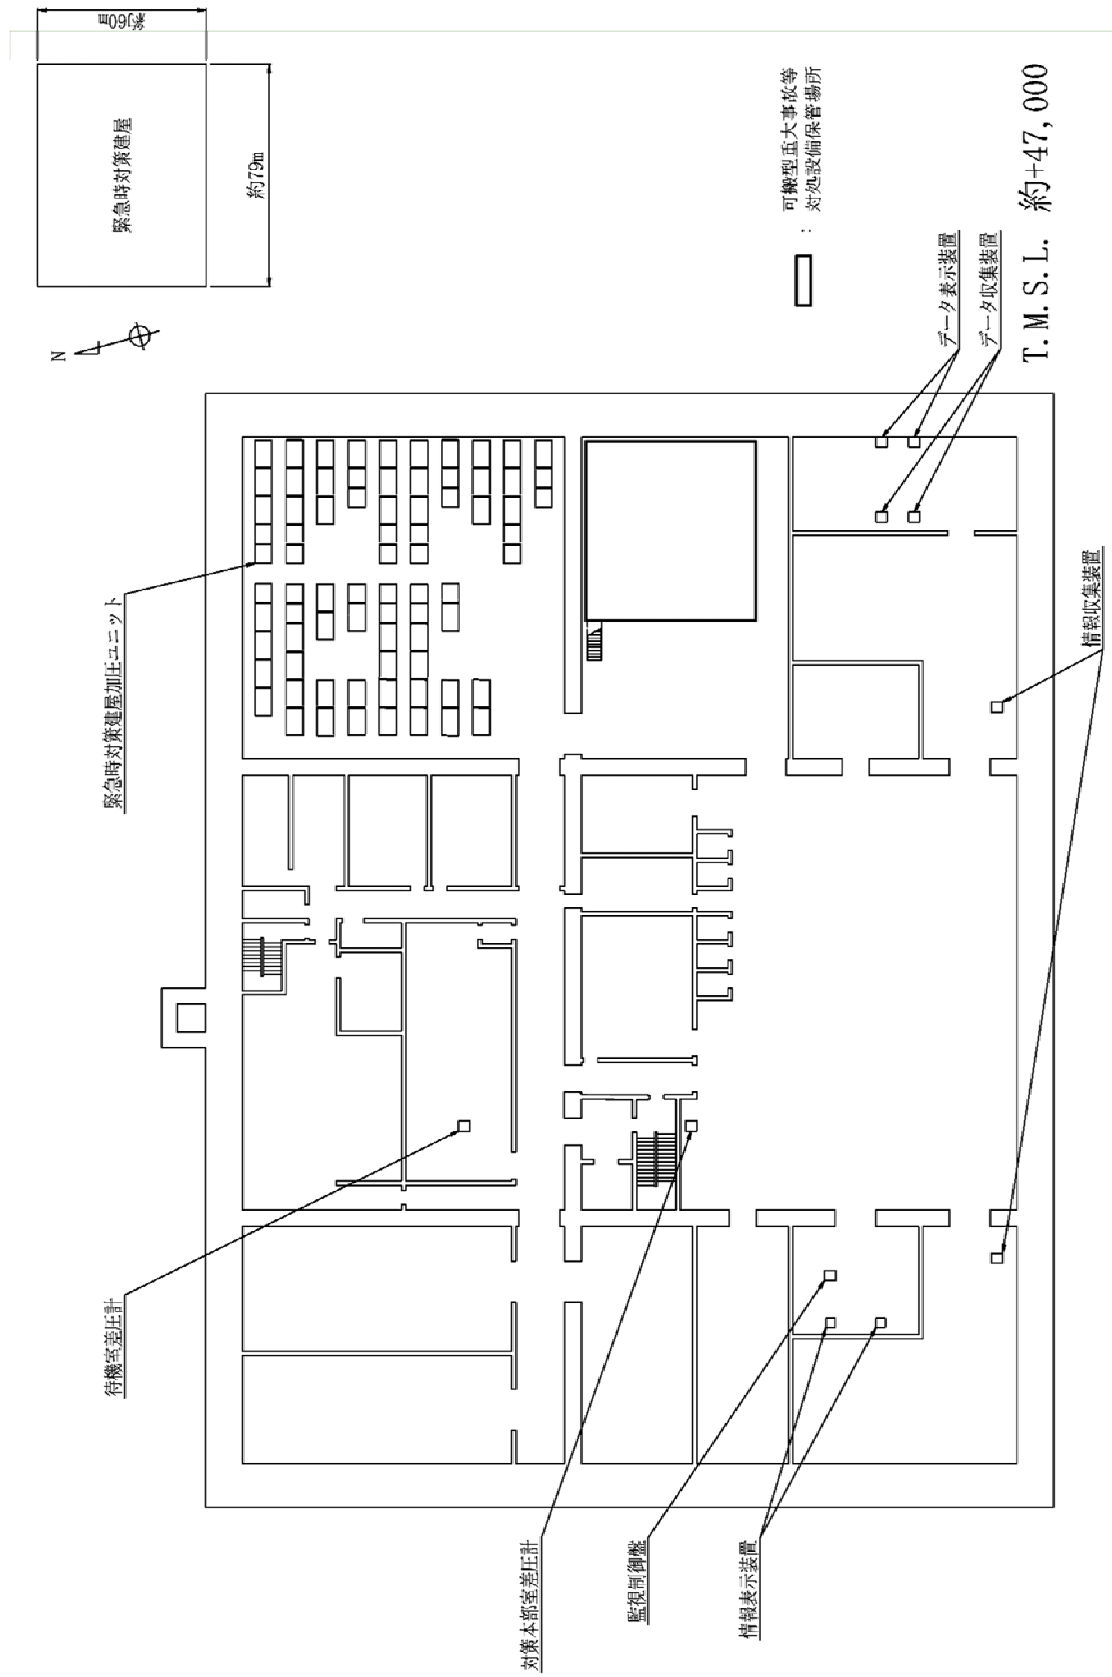 約60m
緊急時対策建屋
約79m
N
可搬型重大事故等
： 対処設備保管場所
T.M.S.L. 約+47,000
データ表示装置
データ収集装置
情報収集装置
緊急時対策建屋加圧ユニット
待機室差圧計
対策本部室差圧計
監視制御盤
情報表示装置